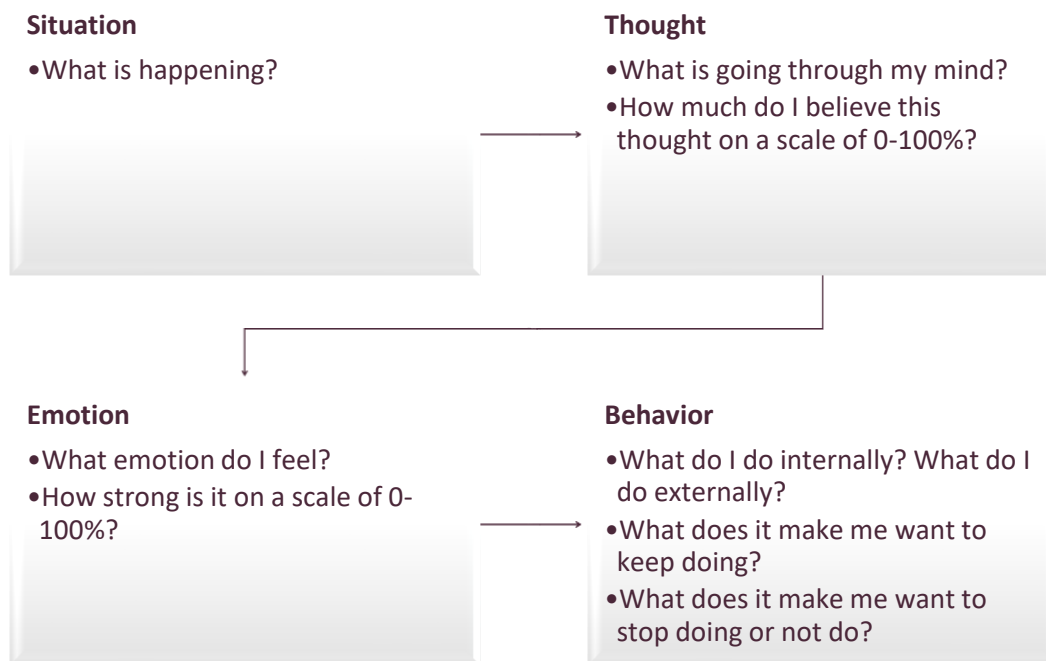 Situation
•What is happening?
Thought
•What is going through my mind?
•How much do I believe this
thought on a scale of 0-100%?
Emotion
•What emotion do I feel?
•How strong is it on a scale of 0-
100%?
Behavior
•What do I do internally? What do I
do externally?
•What does it make me want to
keep doing?
•What does it make me want to
stop doing or not do?